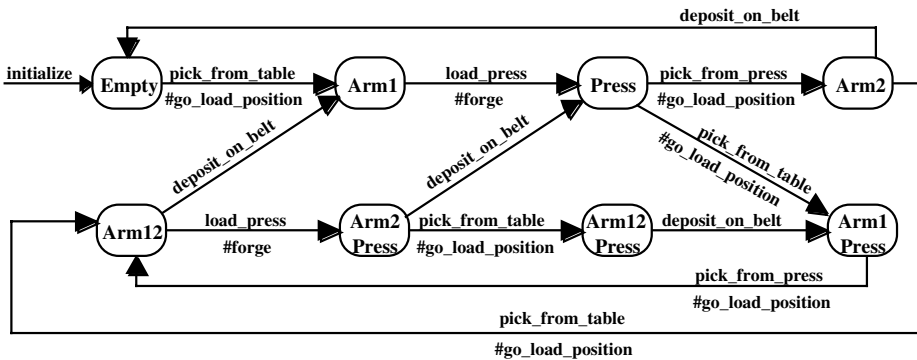 deposit_on_belt
initialize
Empty
pick_from_table
#go_load_position
Arm1
load_press
#forge
Press
pick_from_press
#go_load_position
Arm2
deposit_on_belt
deposit_on_belt
pick_from_table
#go_load_position
Arm12
load_press
#forge
Arm2
Press
pick_from_table
#go_load_position
Arm12
Press
deposit_on_belt
Arm1
Press
pick_from_press
#go_load_position
pick_from_table
#go_load_position